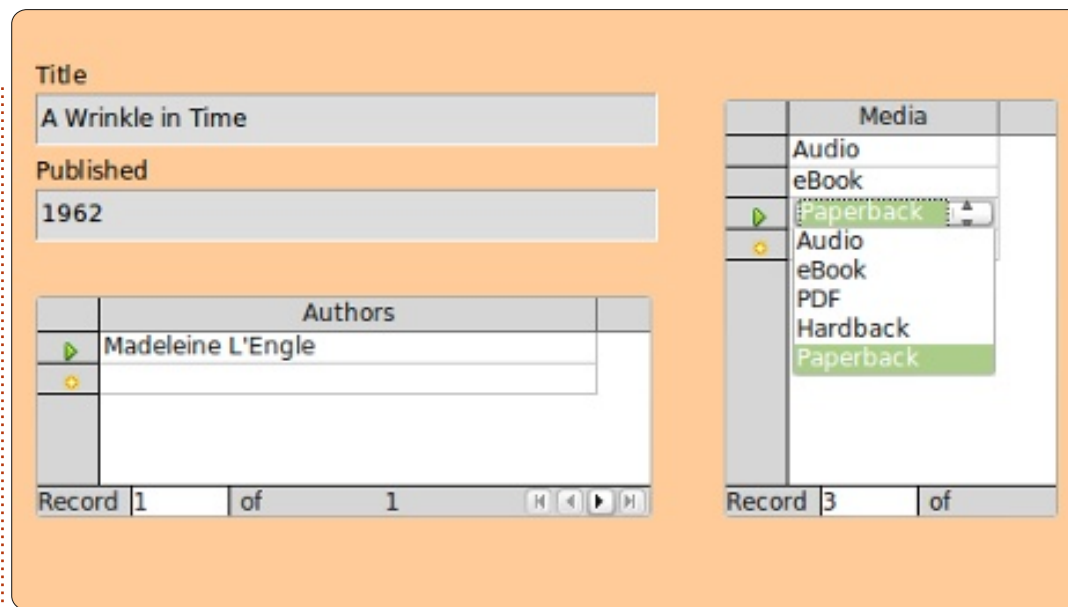 Title
A Wrinkle in Time
Published
1962
Authors
Madeleine L'Engle
Record 1 of 1
Media
Audio
eBook
Paperback
Audio
eBook
PDF
Hardback
Paperback
Record 3 of